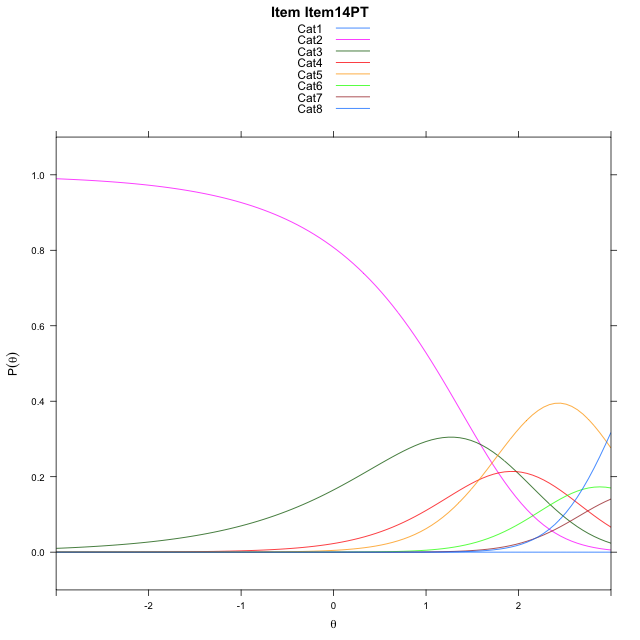 Item Item14PT
Cat1
Cat2
Cat3
Cat4
Cat5
Cat6
Cat7
Cat8
1.0
0.8
0.6
0.4
0.2
0.0
P(θ)
-2 -1 0 1 2
θ